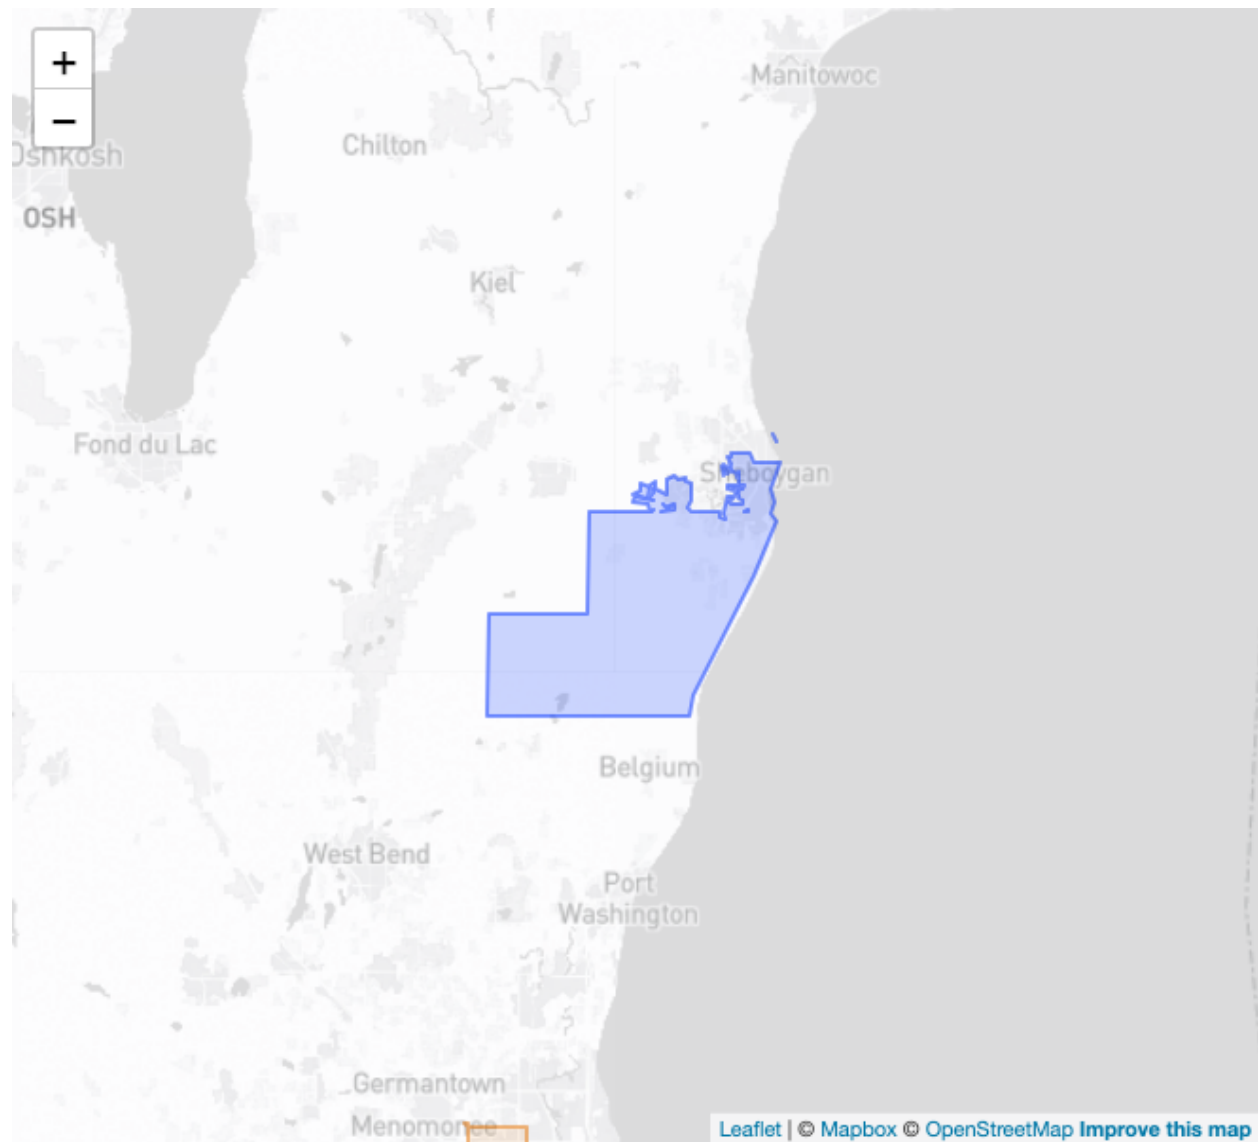 +
Manitowoc
−
Chilton
Oshkosh
OSH
Kiel
Fond du Lac
Sheboygan
Belgium
West Bend
Port
Washington
Germantown
Menomonee
Leaflet | © Mapbox © OpenStreetMap Improve this map